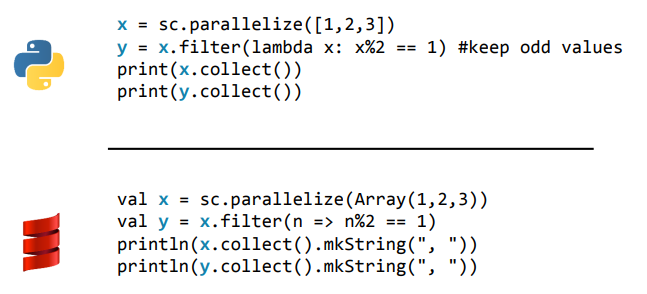 x = sc.parallelize([1,2,3])
y = x.filter(lambda x: x%2 == 1) #keep odd values
print(x.collect())
print(y.collect())
val x = sc.parallelize(Array(1,2,3))
val y = x.filter(n => n%2 == 1)
println(x.collect().mkString(", "))
println(y.collect().mkString(", "))